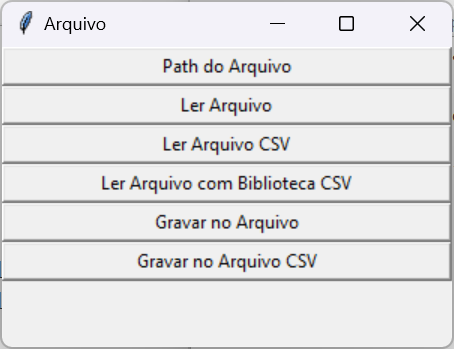 Arquivo
Path do Arquivo
Ler Arquivo
Ler Arquivo CSV
Ler Arquivo com Biblioteca CSV
Gravar no Arquivo
Gravar no Arquivo CSV